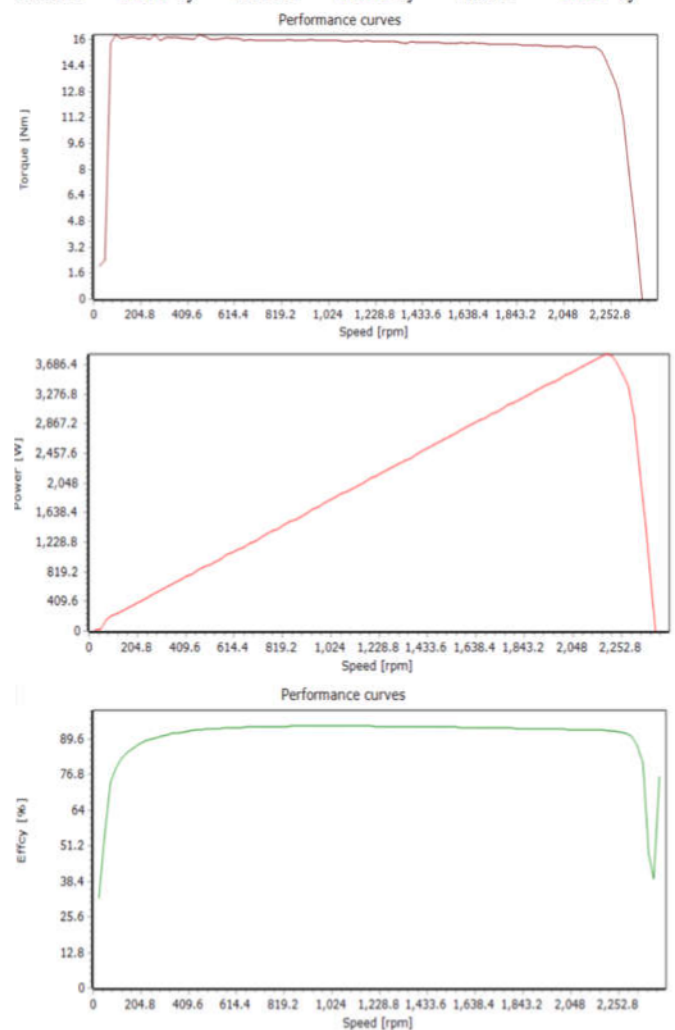 Performance curves
16
14.4
12.8
11.2
9.6
8
6.4
4.8
3.2
1.6
0
Torque [Nm]
0 204.8 409.6 614.4 819.2 1,024 1,228.8 1,433.6 1,638.4 1,843.2 2,048 2,252.8
Speed [rpm]
3,686.4
3,276.8
2,867.2
2,457.6
2,048
1,638.4
1,228.8
819.2
409.6
0
Power [W]
0 204.8 409.6 614.4 819.2 1,024 1,228.8 1,433.6 1,638.4 1,843.2 2,048 2,252.8
Speed [rpm]
Performance curves
89.6
76.8
64
51.2
38.4
25.6
12.8
0
Effcy [%]
0 204.8 409.6 614.4 819.2 1,024 1,228.8 1,433.6 1,638.4 1,843.2 2,048 2,252.8
Speed [rpm]